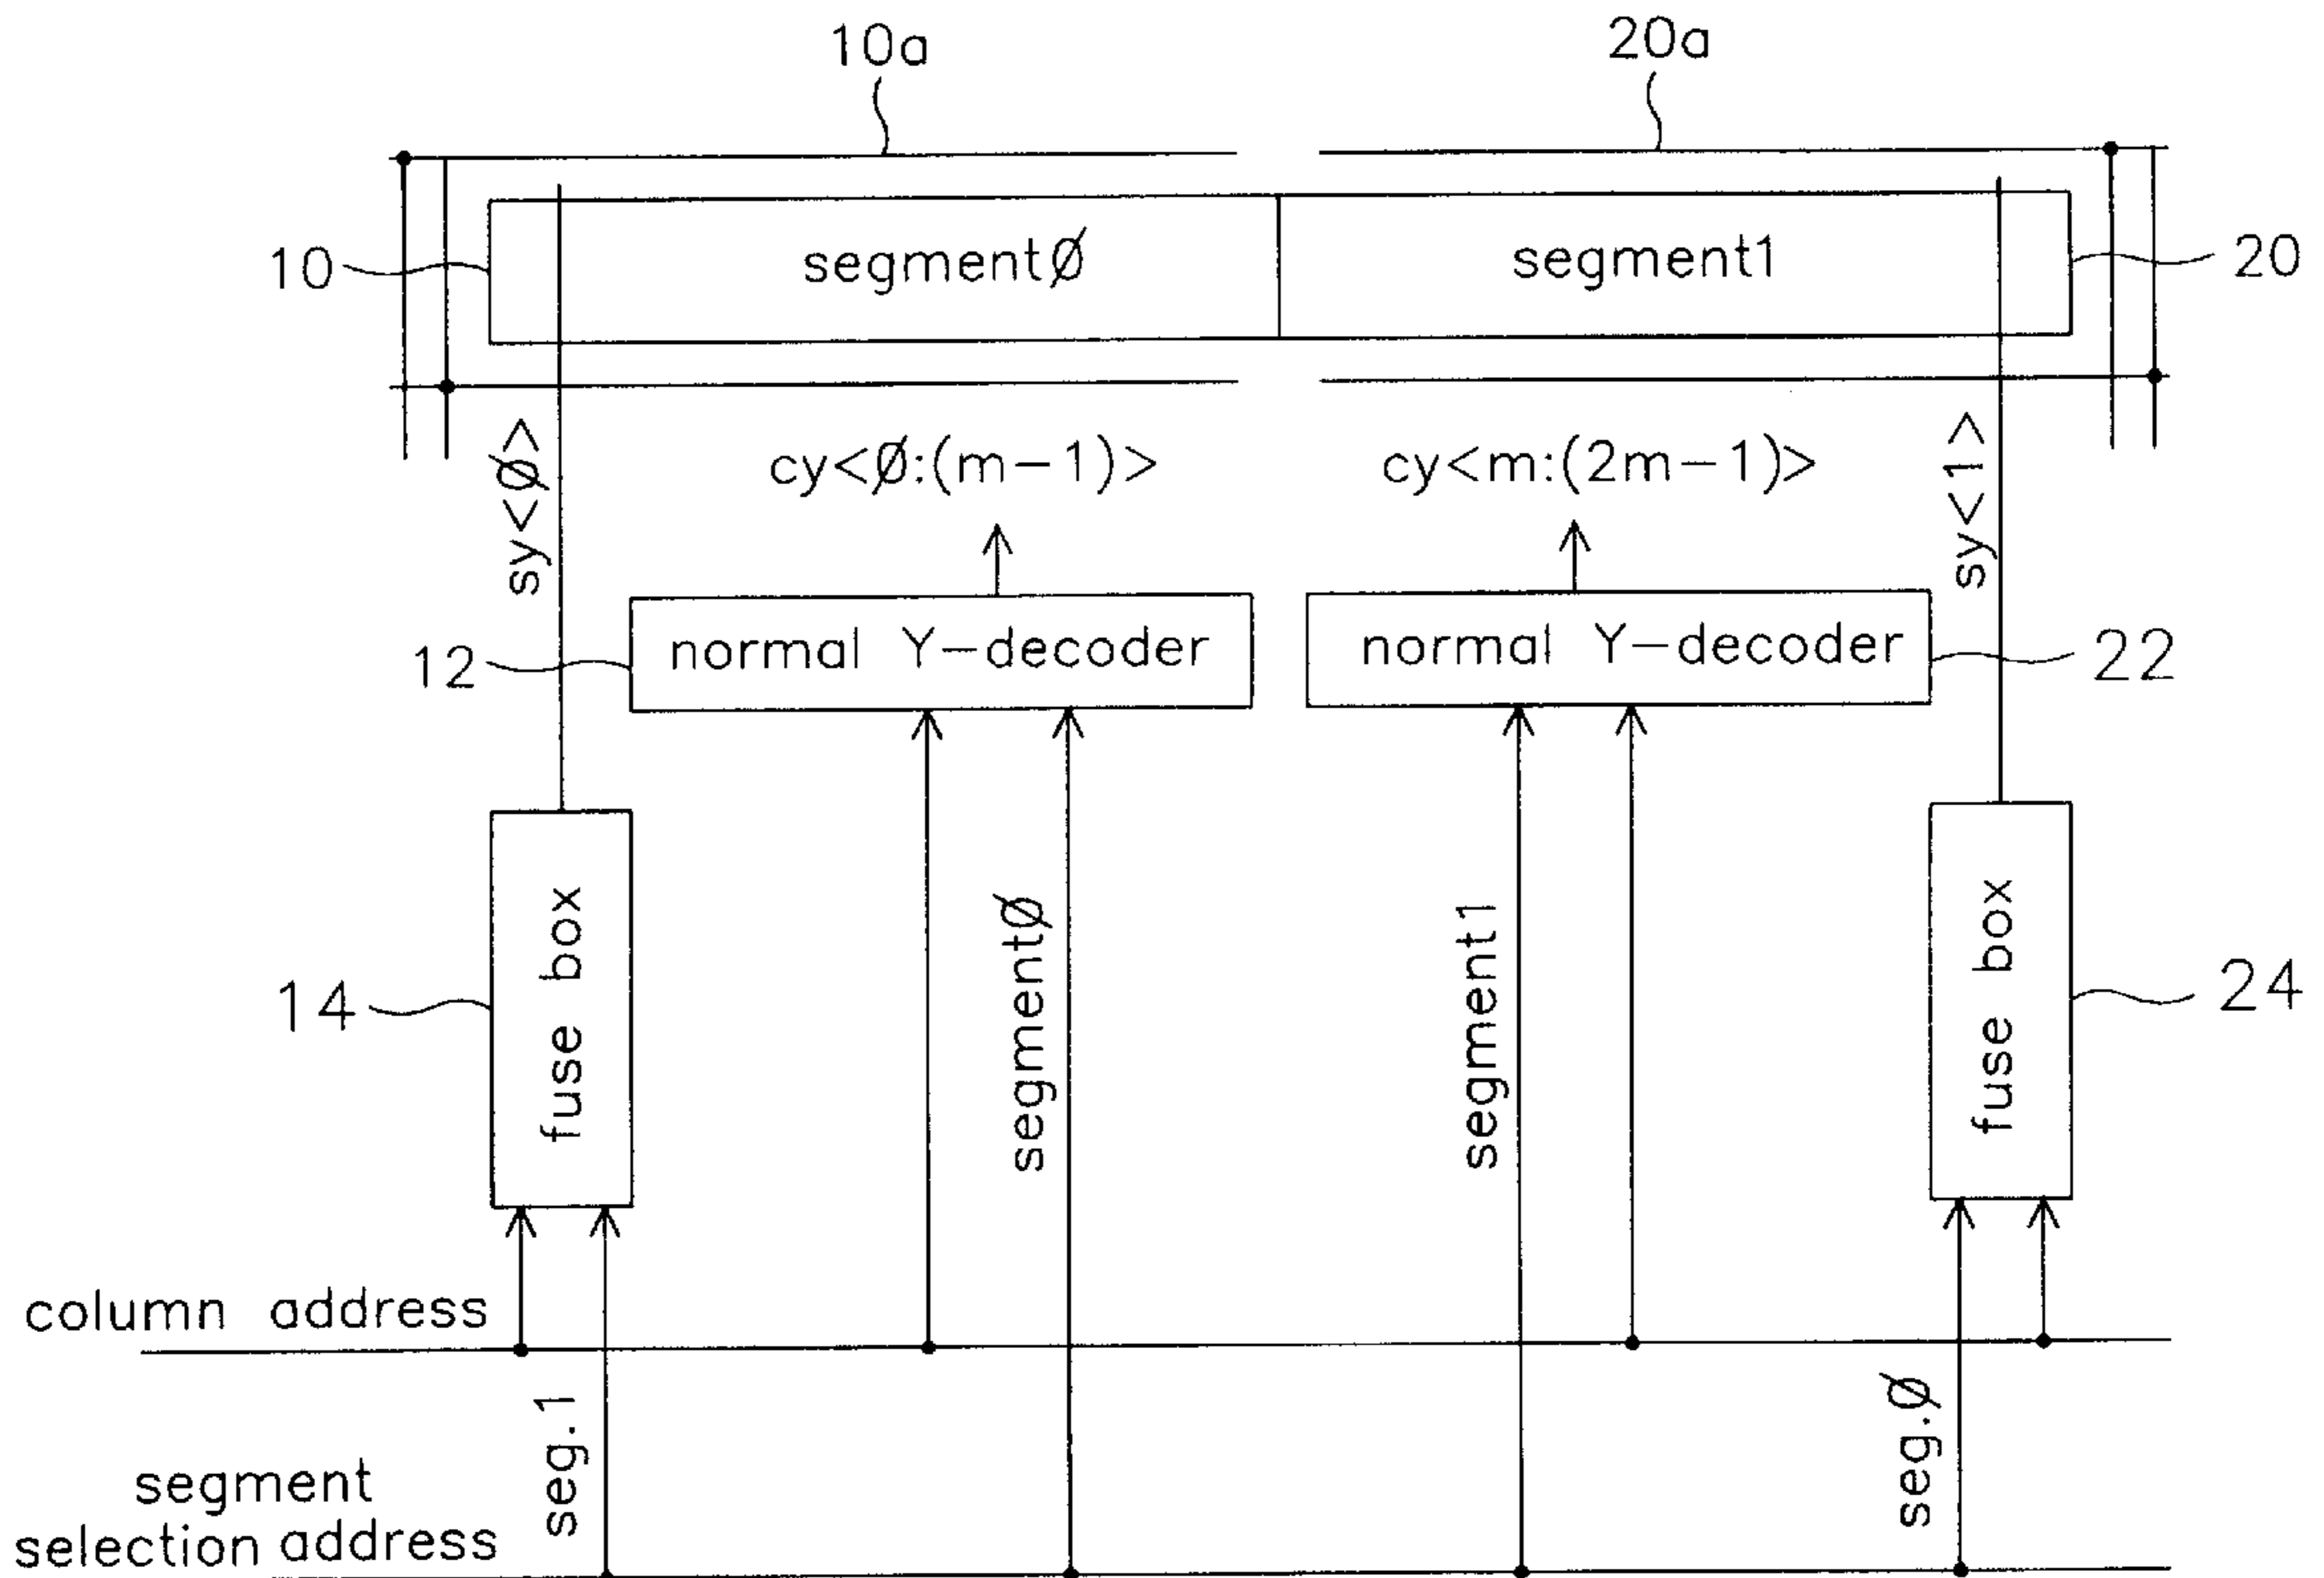 10a
20a
10
segmentØ
segment1
20
sy<Ø>
cy<Ø:(m-1)>
cy<m:(2m-1)>
sy<1>
12
normal Y-decoder
normal Y-decoder
22
14
fuse box
segmentØ
segment1
fuse box
24
column address
seg.1
seg.Ø
segment
selection address